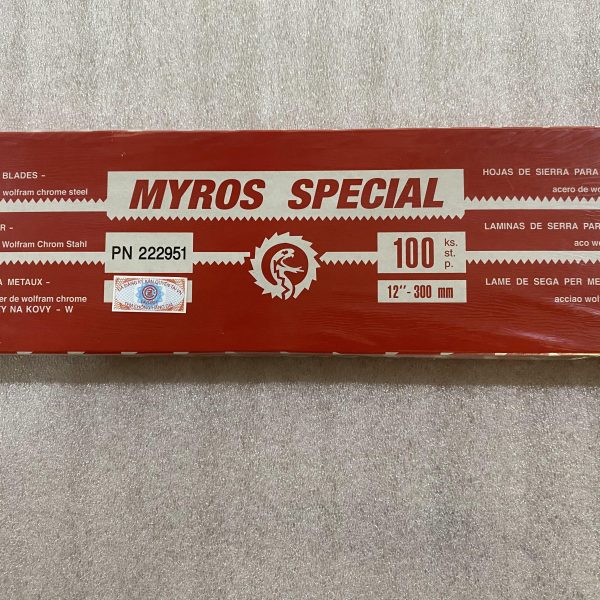 BLADES -
wolfram chrome steel
R -
Wolfram Chrom Stahl
A METAUX -
er de wolfram chrome
TY NA KOVY - W
MYROS SPECIAL
PN 222951
100 ks.
st.
p.
12" - 300 mm
HOJAS DE SIERRA PARA
acero de wo
LAMINAS DE SERRA PAR
aco wo
LAME DE SEGA PER ME
acciao wol